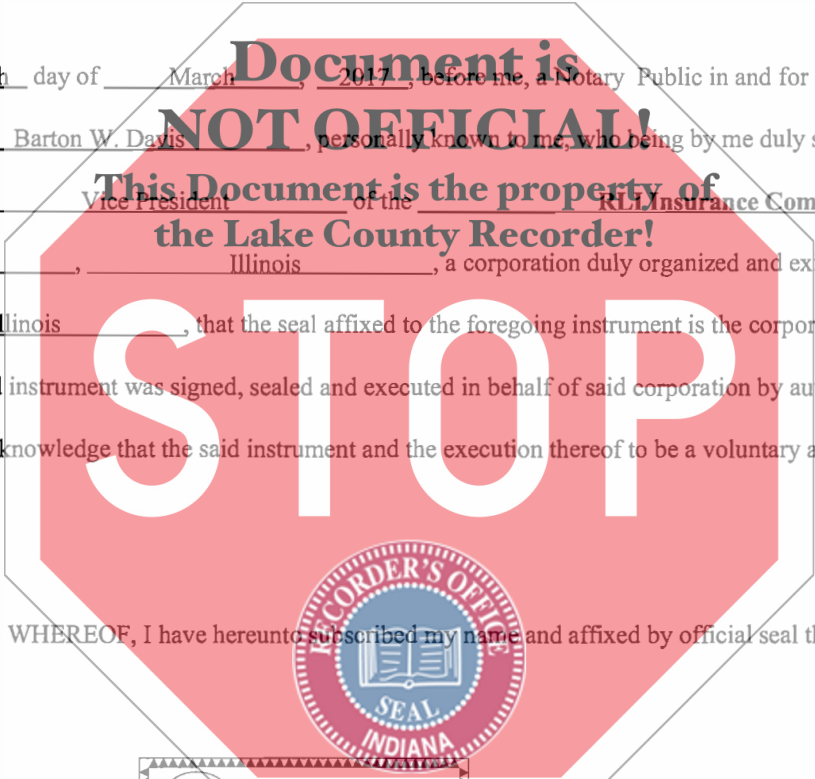 Document is
day of March, 2017, before me, a Notary Public in and for
NOT OFFICIAL!
Barton W. Davis, personally known to me, who being by me duly
This Document is the property of
Vice President of the RLI Insurance Com
the Lake County Recorder!
, Illinois, a corporation duly organized and ex
llinois, that the seal affixed to the foregoing instrument is the corpor
STOP
instrument was signed, sealed and executed in behalf of said corporation by au
knowledge that the said instrument and the execution thereof to be a voluntary a
RECORDER'S OFFICE
WHEREOF, I have hereunto subscribed my name and affixed by official seal th
SEAL
INDIANA